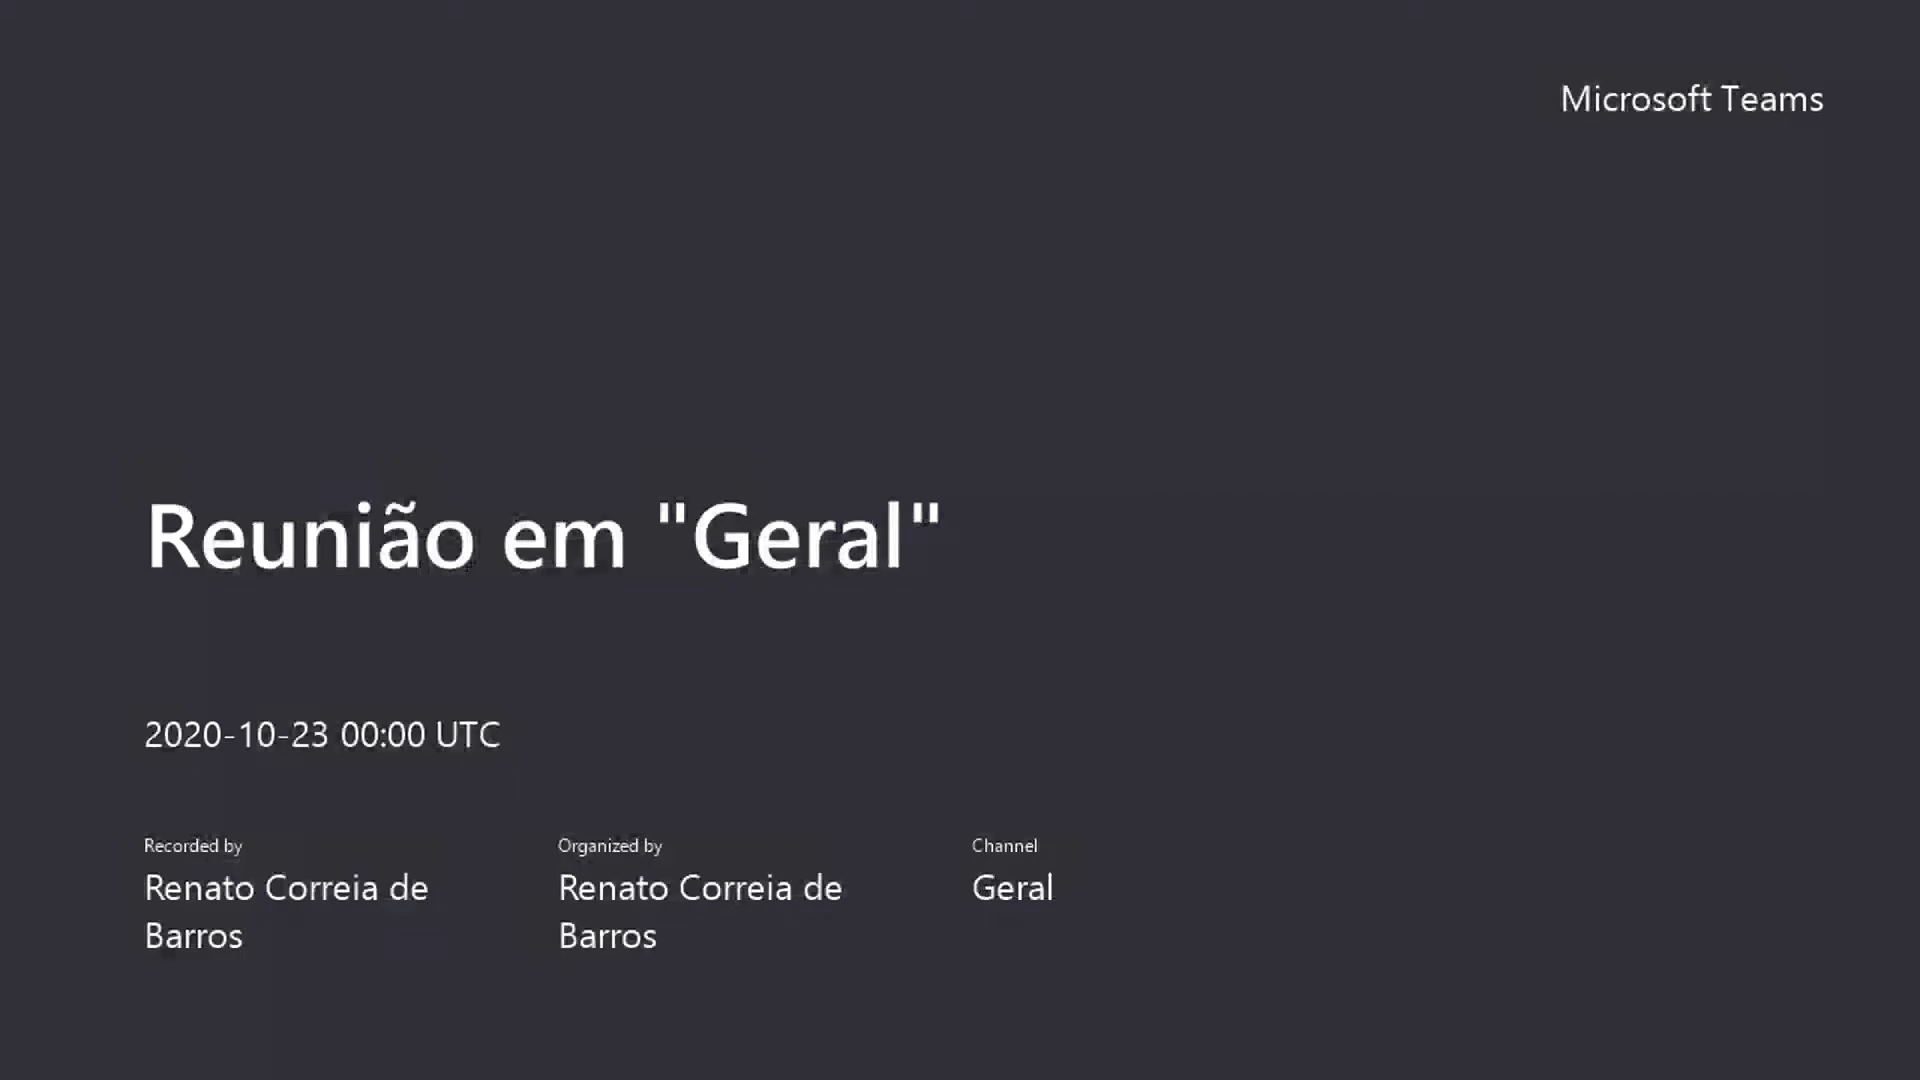 Microsoft Teams
Reunião em "Geral"
2020-10-23 00:00 UTC
Recorded by
Renato Correia de
Barros
Organized by
Renato Correia de
Barros
Channel
Geral